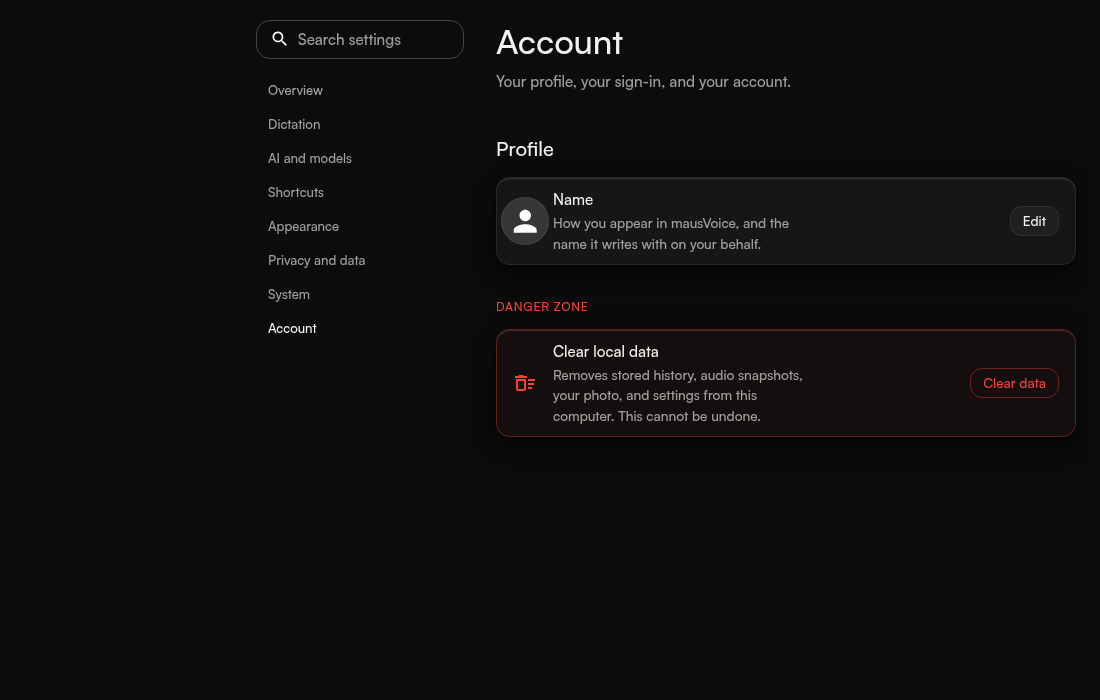 Search settings
Overview
Dictation
AI and models
Shortcuts
Appearance
Privacy and data
System
Account
Account
Your profile, your sign-in, and your account.
Profile
Name
How you appear in mausVoice, and the
name it writes with on your behalf.
Edit
DANGER ZONE
Clear local data
Removes stored history, audio snapshots,
your photo, and settings from this
computer. This cannot be undone.
Clear data